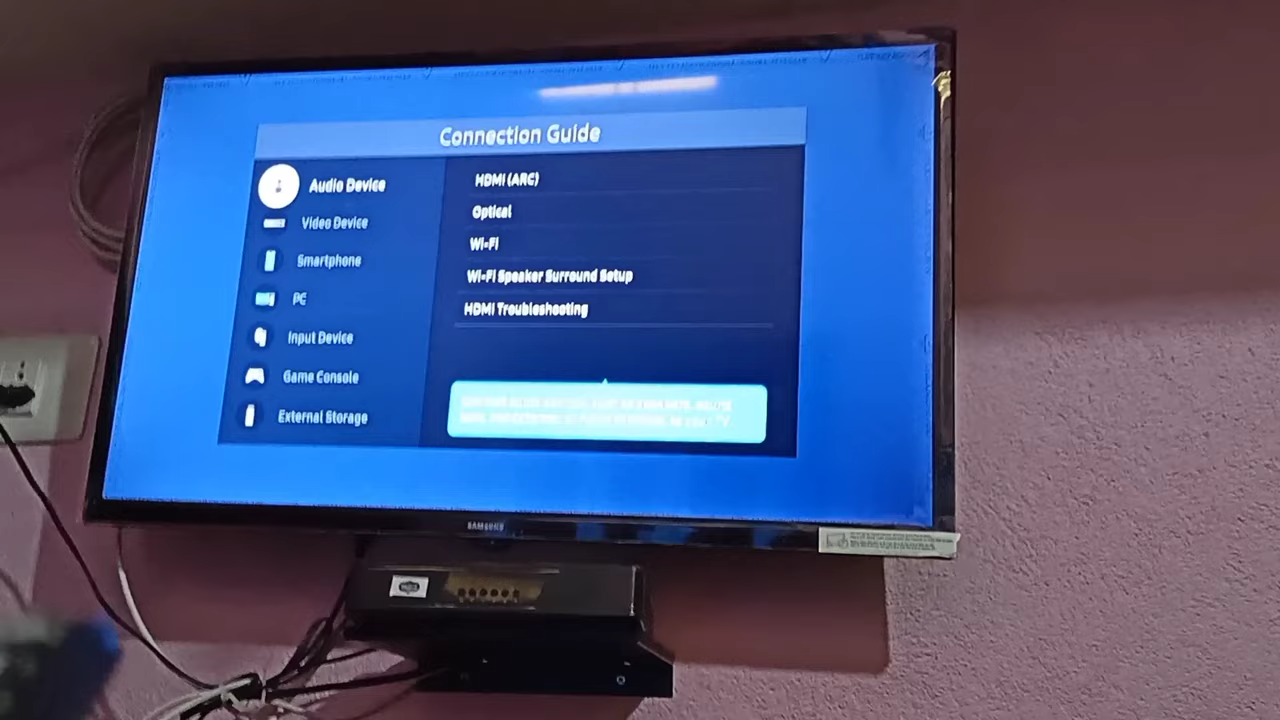 Connection Guide
Audio Device
Video Device
Smartphone
PC
Input Device
Game Console
External Storage
HDMI (ARC)
Optical
Wi-Fi
Wi-Fi Speaker Surround Setup
HDMI Troubleshooting
SAMSUNG